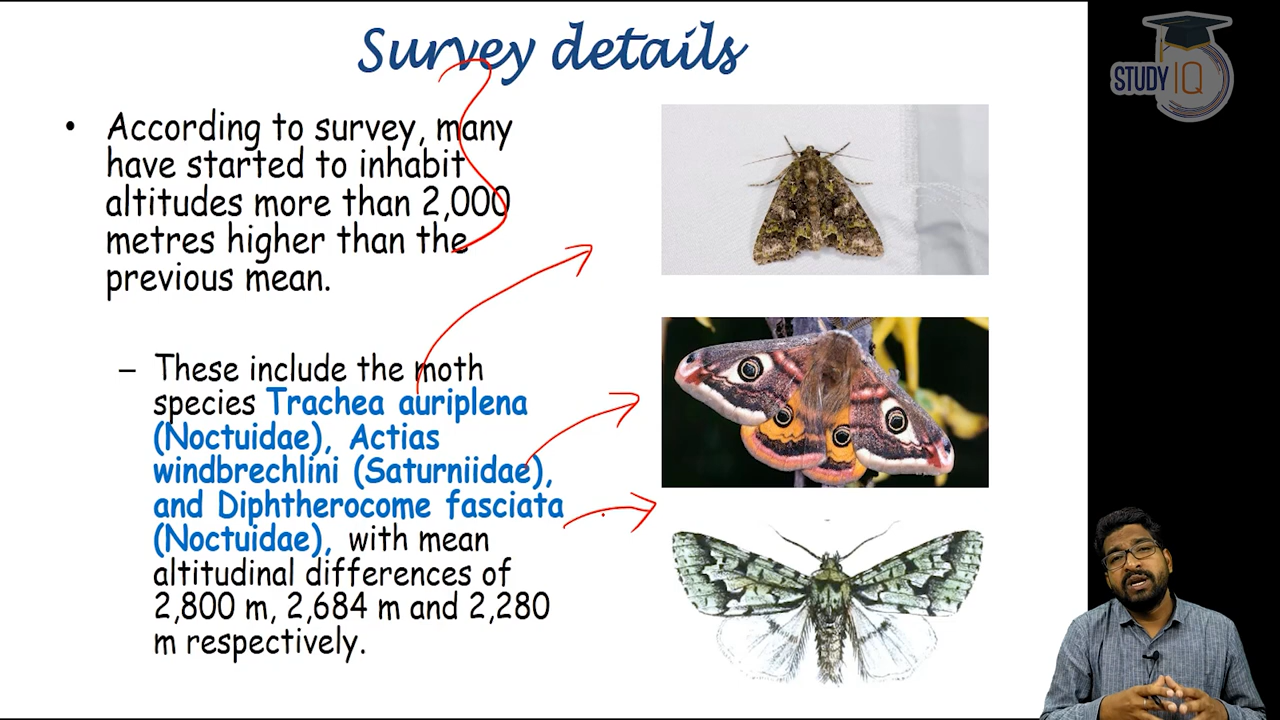 Survey details
STUDY IQ
• According to survey, many
have started to inhabit
altitudes more than 2,000
metres higher than the
previous mean.
– These include the moth
species Trachea auriplena
(Noctuidae), Actias
windbrechlini (Saturniidae),
and Diphtherocome fasciata
(Noctuidae), with mean
altitudinal differences of
2,800 m, 2,684 m and 2,280
m respectively.